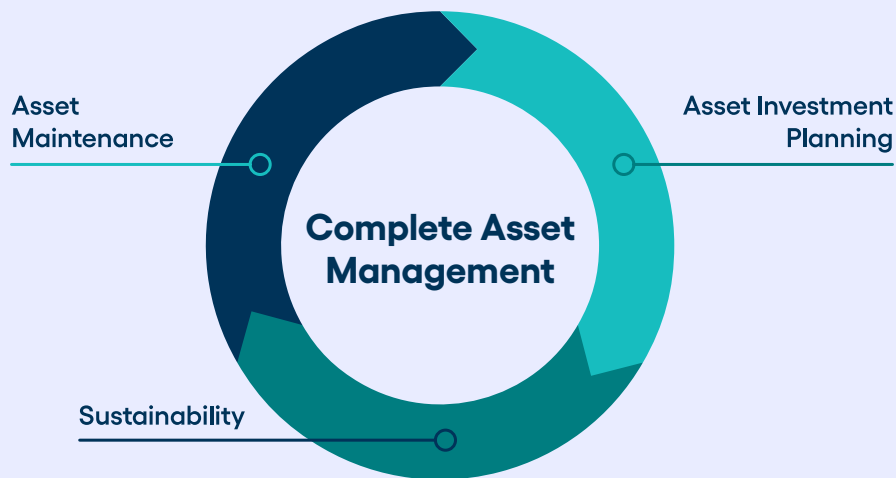 Asset
Maintenance
Asset Investment
Planning
Complete Asset
Management
Sustainability